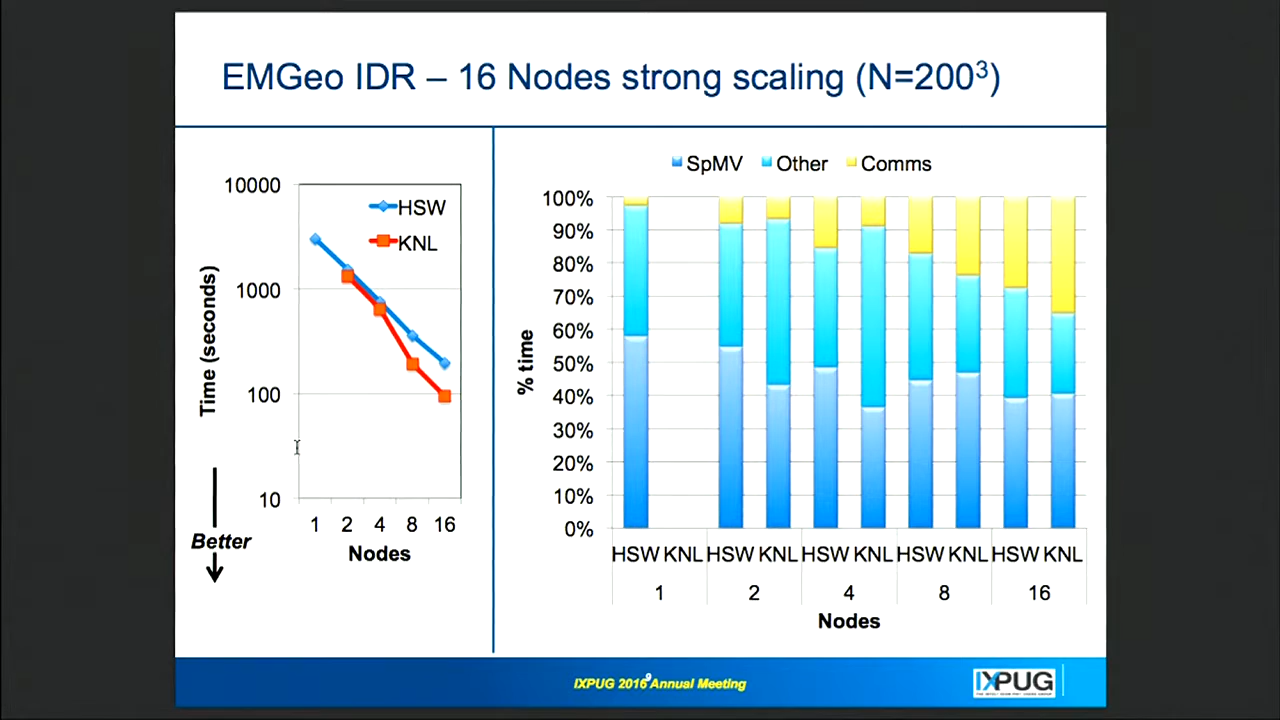 EMGeo IDR – 16 Nodes strong scaling (N=200³)
10000
1000
100
10
Time (seconds)
HSW
KNL
1 2 4 8 16
Nodes
Better
SpMV Other Comms
100%
90%
80%
70%
60%
50%
40%
30%
20%
10%
0%
% time
HSW KNL HSW KNL HSW KNL HSW KNL HSW KNL
1 2 4 8 16
Nodes
9
IXPUG 2016 Annual Meeting
IXPUG